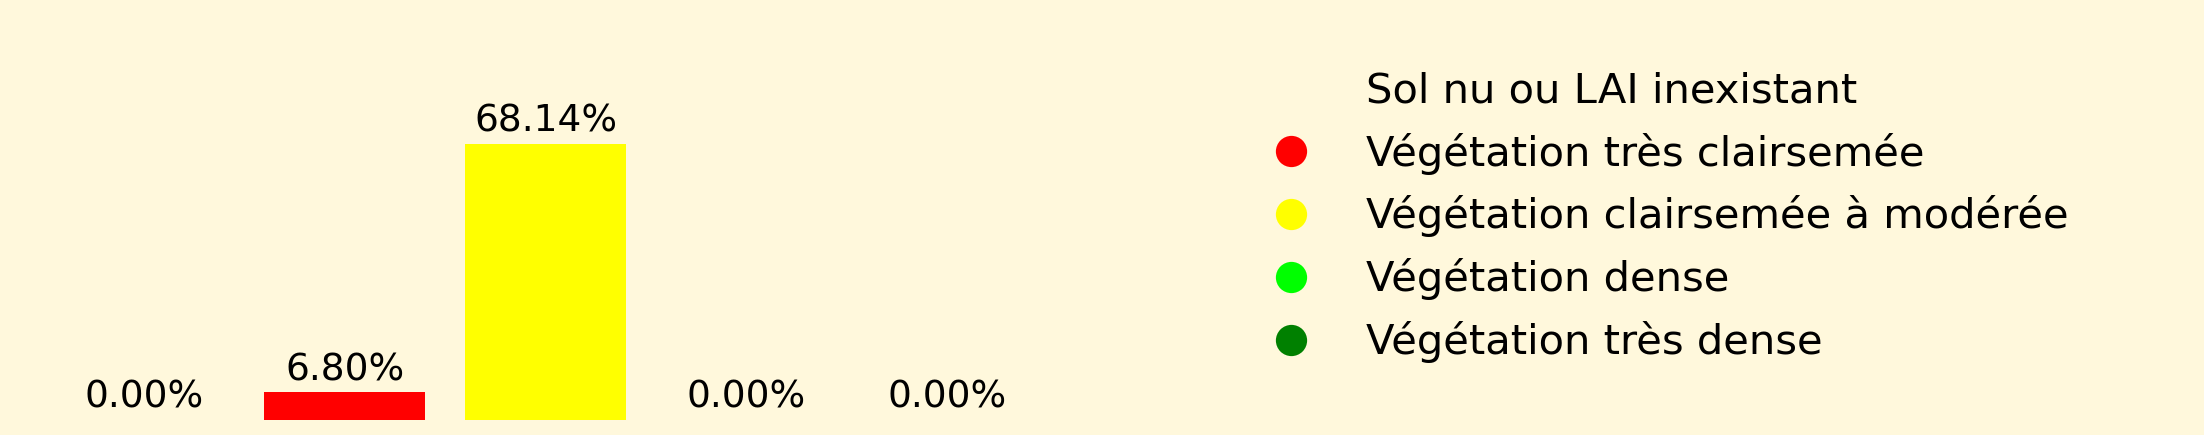 68.14%
6.80%
0.00%
0.00%
0.00%
Sol nu ou LAI inexistant
Végétation très clairsemée
Végétation clairsemée à modérée
Végétation dense
Végétation très dense